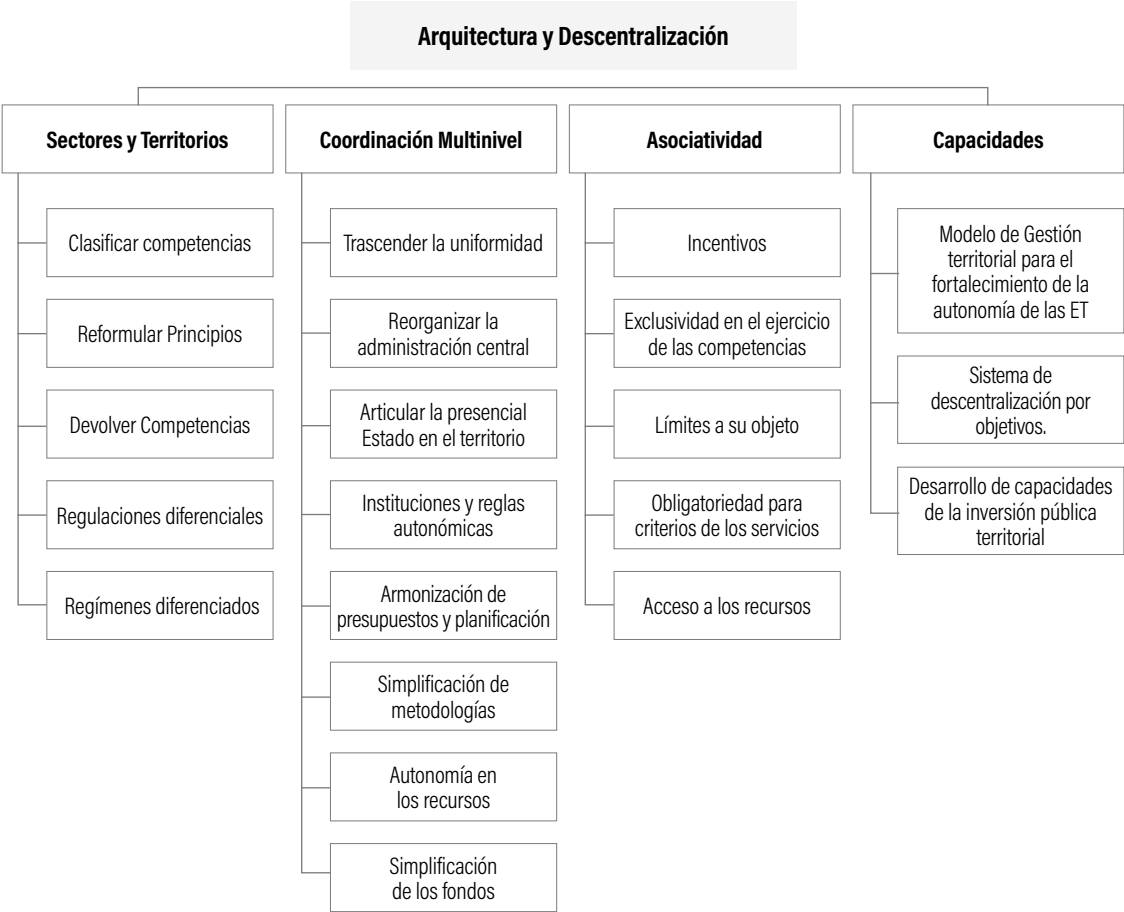 Arquitectura y Descentralización
Sectores y Territorios
Clasificar competencias
Reformular Principios
Devolver Competencias
Regulaciones diferenciales
Regímenes diferenciados
Coordinación Multinivel
Trascender la uniformidad
Reorganizar la
administración central
Articular la presencial
Estado en el territorio
Instituciones y reglas
autonómicas
Armonización de
presupuestos y planificación
Simplificación de
metodologías
Autonomía en
los recursos
Simplificación
de los fondos
Asociatividad
Incentivos
Exclusividad en el ejercicio
de las competencias
Límites a su objeto
Obligatoriedad para
criterios de los servicios
Acceso a los recursos
Capacidades
Modelo de Gestión
territorial para el
fortalecimiento de la
autonomía de las ET
Sistema de
descentralización por
objetivos.
Desarrollo de capacidades
de la inversión pública
territorial